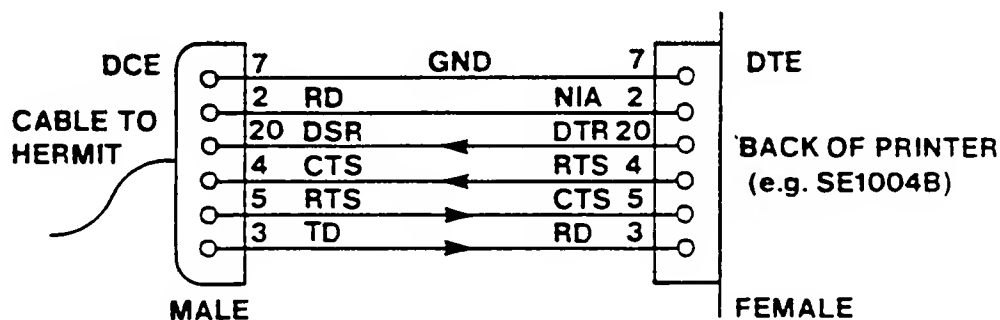 DCE 7 GND 7 DTE
2 RD NIA 2
CABLE TO
HERMIT
20 DSR DTR 20
BACK OF PRINTER
(e.g. SE1004B)
4 CTS RTS 4
5 RTS CTS 5
3 TD RD 3
MALE
FEMALE